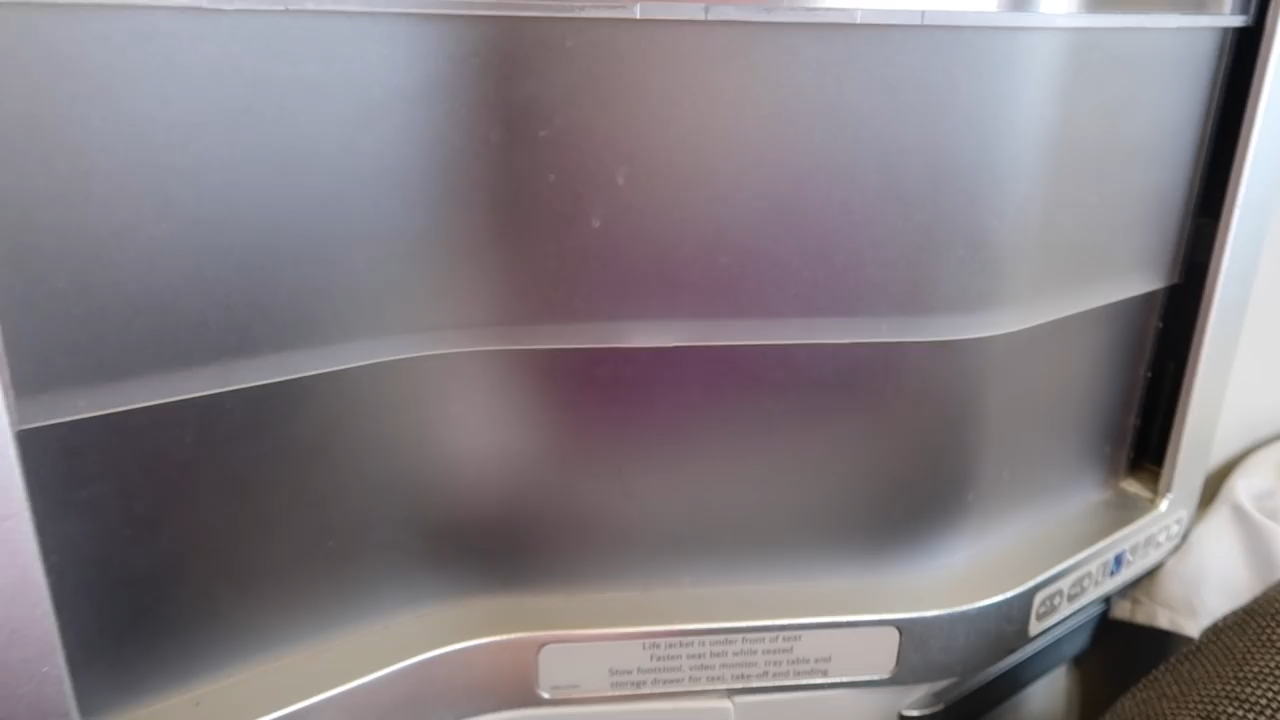 Life jacket is under front of seat
Fasten seat belt while seated
Stow footstool, video monitor, tray table and
storage drawer for taxi, take-off and landing